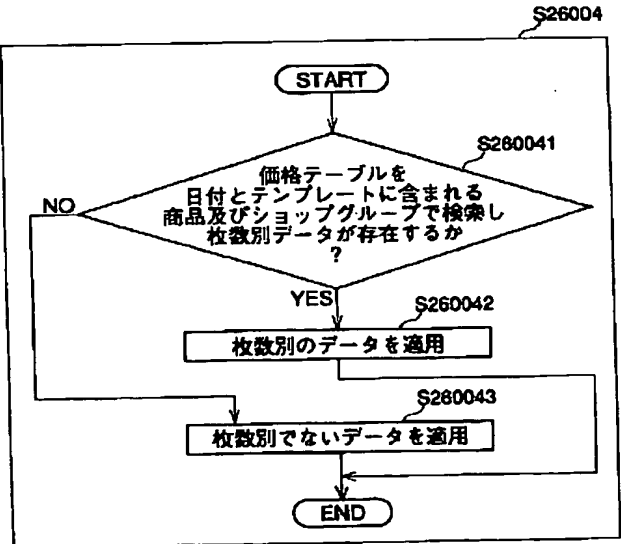 S26004
START
S260041
価格テーブルを
日付とテンプレートに含まれる
商品及びショップグループで検索し
枚数別データが存在するか
?
NO
YES
S260042
枚数別のデータを適用
S260043
枚数別でないデータを適用
END